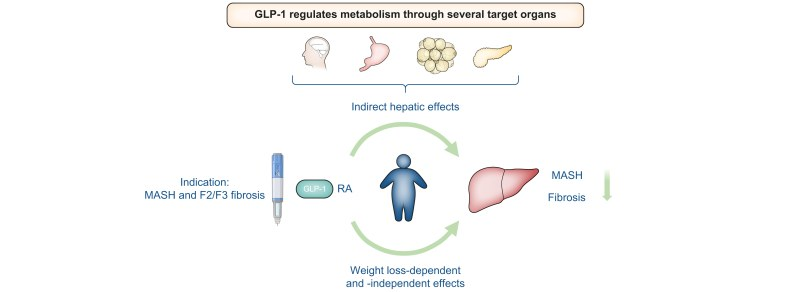 GLP-1 regulates metabolism through several target organs
Indirect hepatic effects
Indication:
MASH and F2/F3 fibrosis
GLP-1
RA
MASH
Fibrosis
Weight loss-dependent
and -independent effects